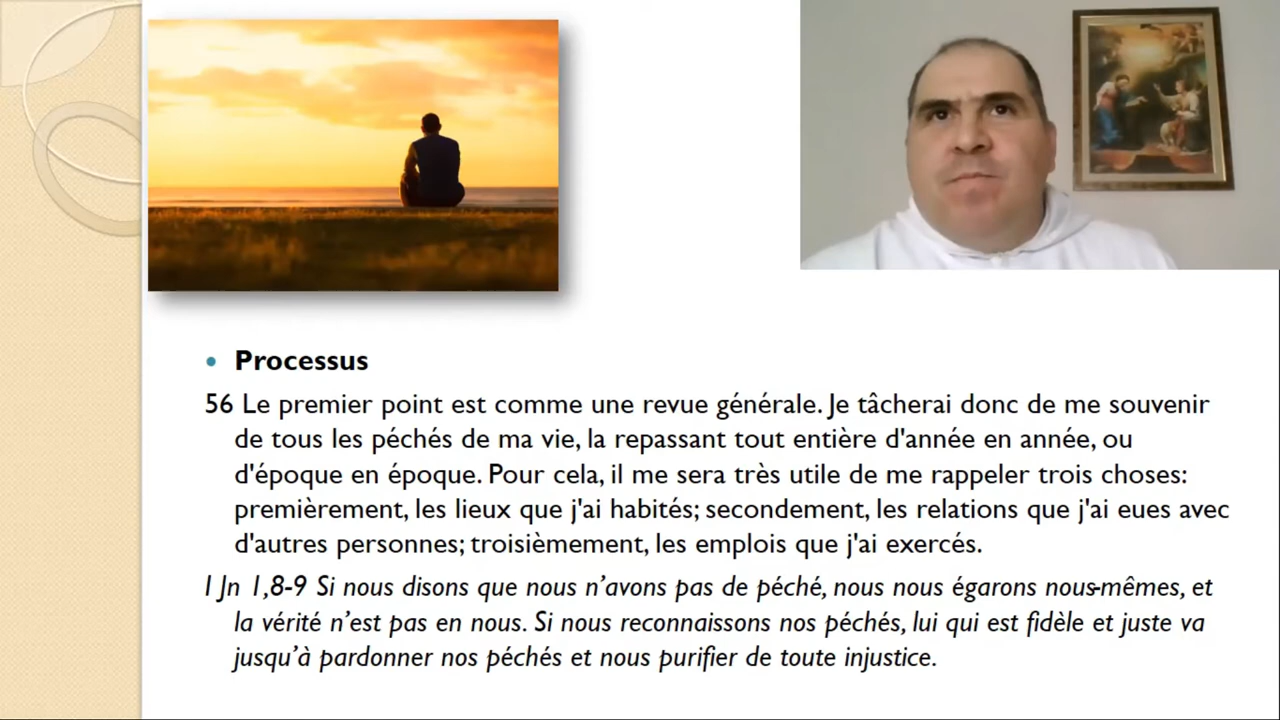 Processus
56 Le premier point est comme une revue générale. Je tâcherai donc de me souvenir
de tous les péchés de ma vie, la repassant tout entière d'année en année, ou
d'époque en époque. Pour cela, il me sera très utile de me rappeler trois choses:
premièrement, les lieux que j'ai habités; secondement, les relations que j'ai eues avec
d'autres personnes; troisièmement, les emplois que j'ai exercés.
I Jn 1,8-9 Si nous disons que nous n’avons pas de péché, nous nous égarons nous-mêmes, et
la vérité n’est pas en nous. Si nous reconnaissons nos péchés, lui qui est fidèle et juste va
jusqu’à pardonner nos péchés et nous purifier de toute injustice.